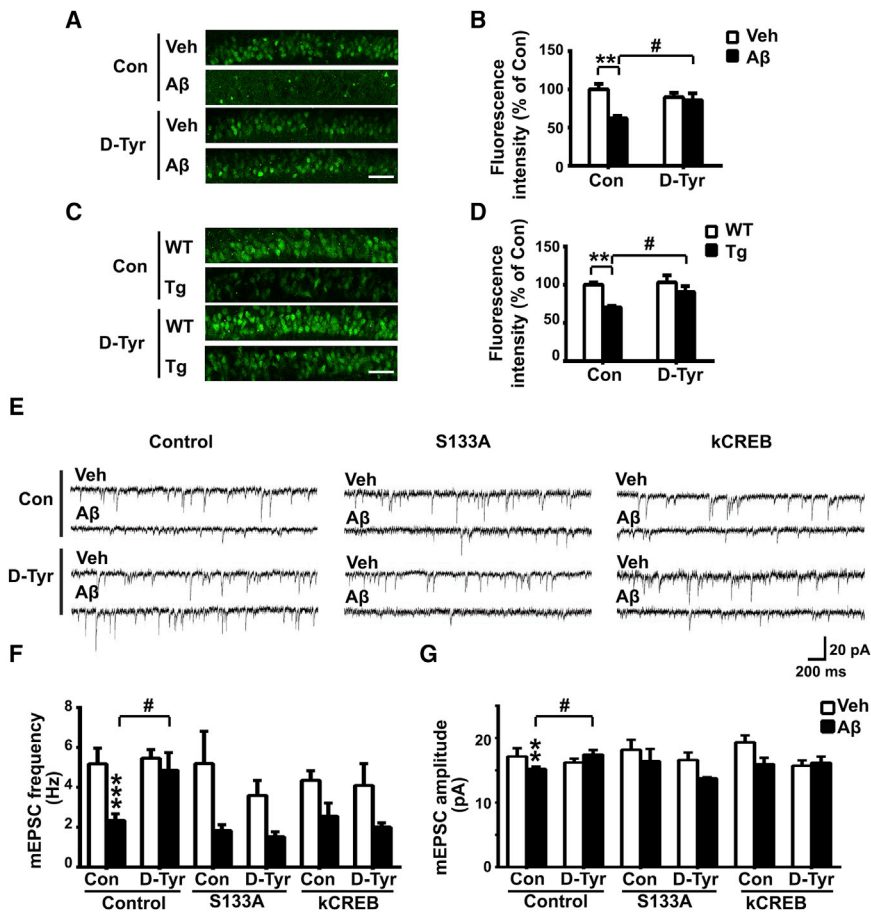 A
Con
Veh
Aβ
D-Tyr
Veh
Aβ
B
Fluorescence
intensity (% of Con)
150
100
50
0
**
#
Veh
Aβ
Con
D-Tyr
C
Con
WT
Tg
D-Tyr
WT
Tg
D
Fluorescence
intensity (% of Con)
150
100
50
0
**
#
WT
Tg
Con
D-Tyr
E
Control
S133A
kCREB
Con
Veh
Aβ
Veh
Aβ
Veh
Aβ
D-Tyr
Veh
Aβ
Veh
Aβ
Veh
Aβ
20 pA
200 ms
F
mEPSC frequency
(Hz)
8
6
4
2
0
***
#
Con D-Tyr Con D-Tyr Con D-Tyr
Control S133A kCREB
G
mEPSC amplitude
(pA)
20
15
10
0
**
#
Veh
Aβ
Con D-Tyr Con D-Tyr Con D-Tyr
Control S133A kCREB